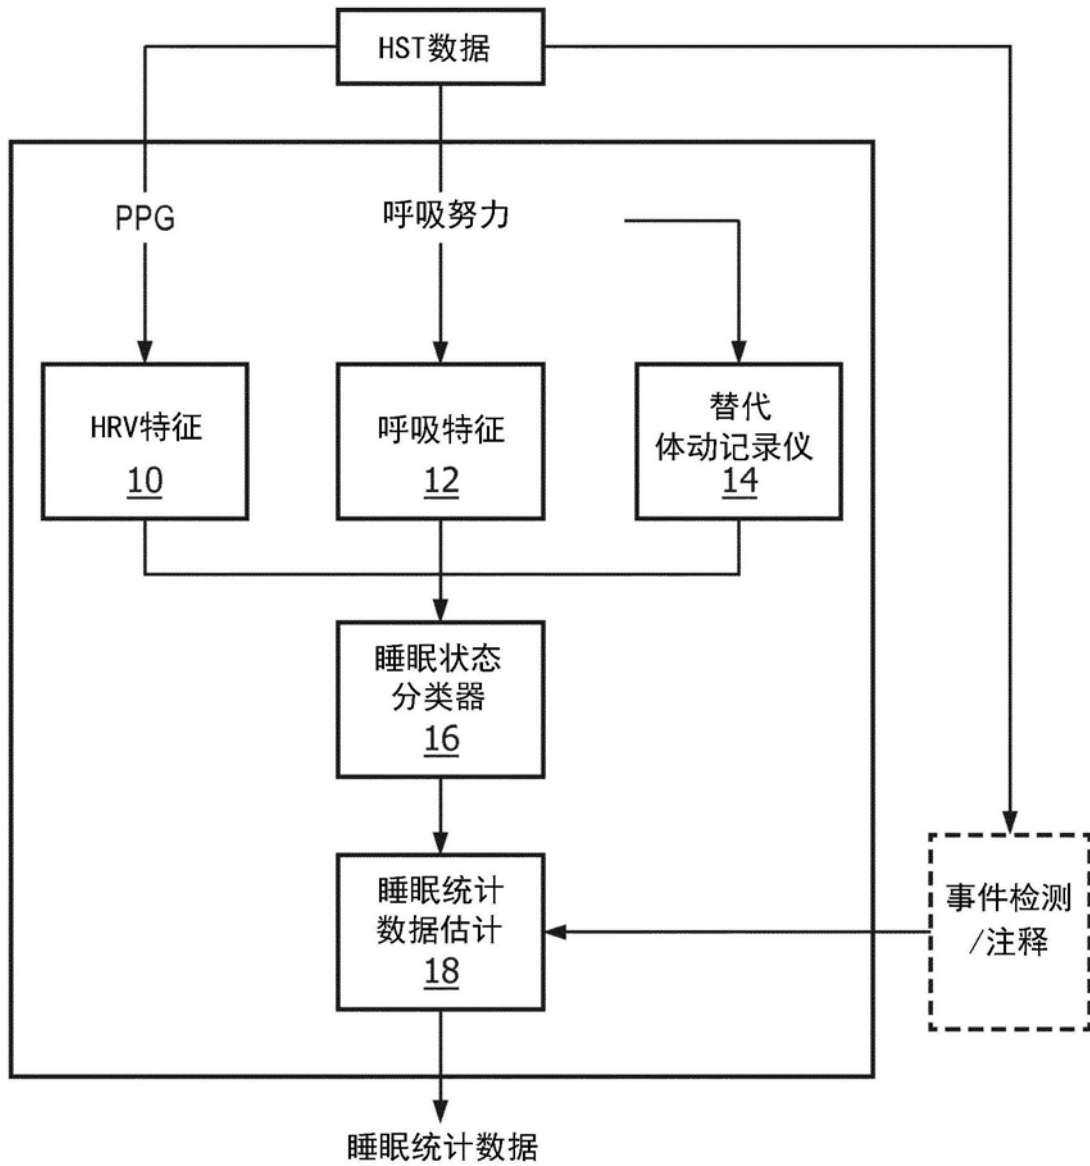 HST数据
PPG
呼吸努力
HRV特征
10
呼吸特征
12
替代
体动记录仪
14
睡眠状态
分类器
16
睡眠统计
数据估计
18
事件检测
/注释
睡眠统计数据